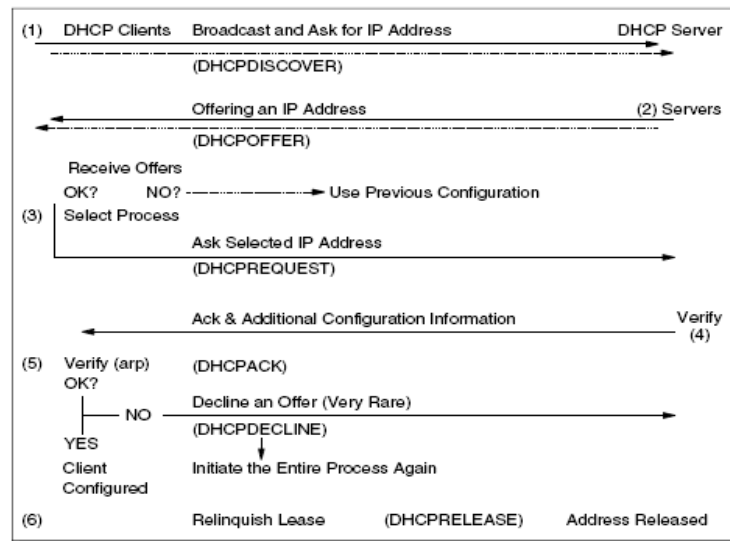 (1) DHCP Clients Broadcast and Ask for IP Address DHCP Server
(DHCPDISCOVER)
Offering an IP Address (2) Servers
(DHCPOFFER)
Receive Offers
OK? NO? Use Previous Configuration
(3) Select Process
Ask Selected IP Address
(DHCPREQUEST)
Ack & Additional Configuration Information Verify
(4)
(5) Verify (arp) (DHCPACK)
OK?
Decline an Offer (Very Rare)
NO
(DHCPDECLINE)
YES
Client Initiate the Entire Process Again
Configured
(6) Relinquish Lease (DHCPRELEASE) Address Released